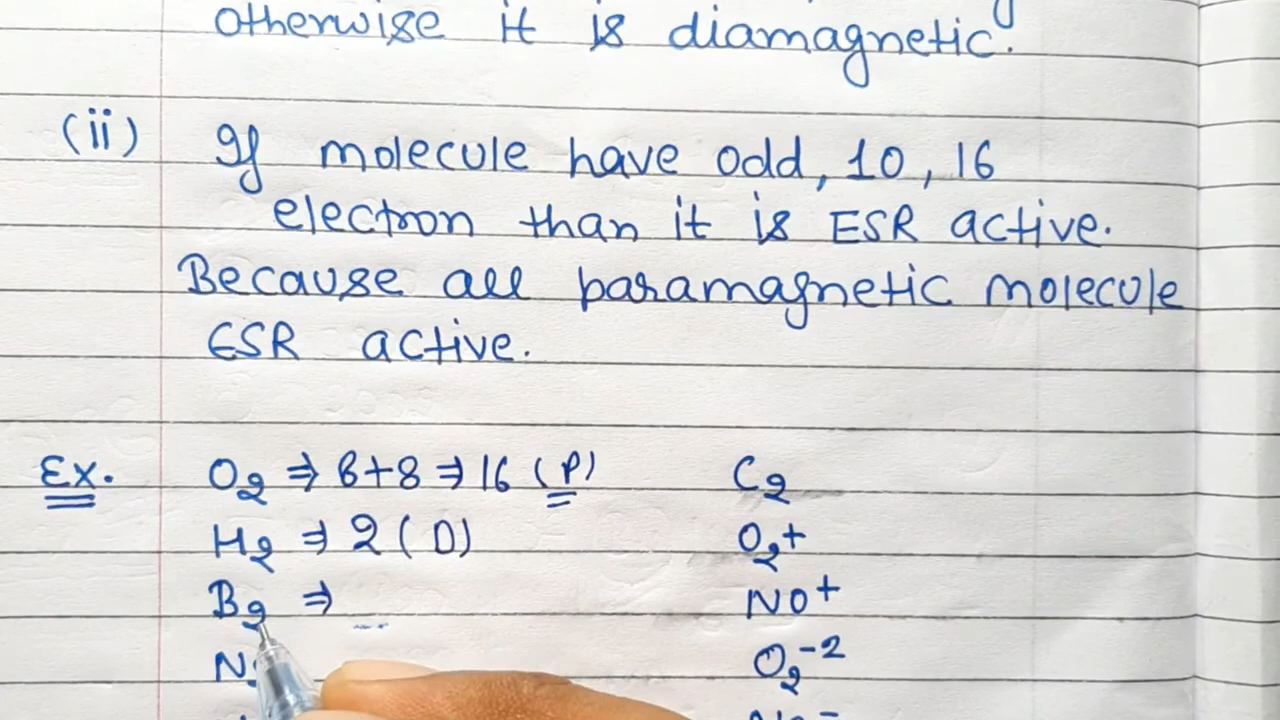 otherwise it is diamagnetic.
(ii) If molecule have odd, 10, 16
electron than it is ESR active.
Because all paramagnetic molecule
ESR active.
Ex. O₂ ⇒ 8+8 ⇒ 16 (P) C₂
H₂ ⇒ 2 (D) O₂⁺
B₂ ⇒ NO⁺
N O₂⁻²